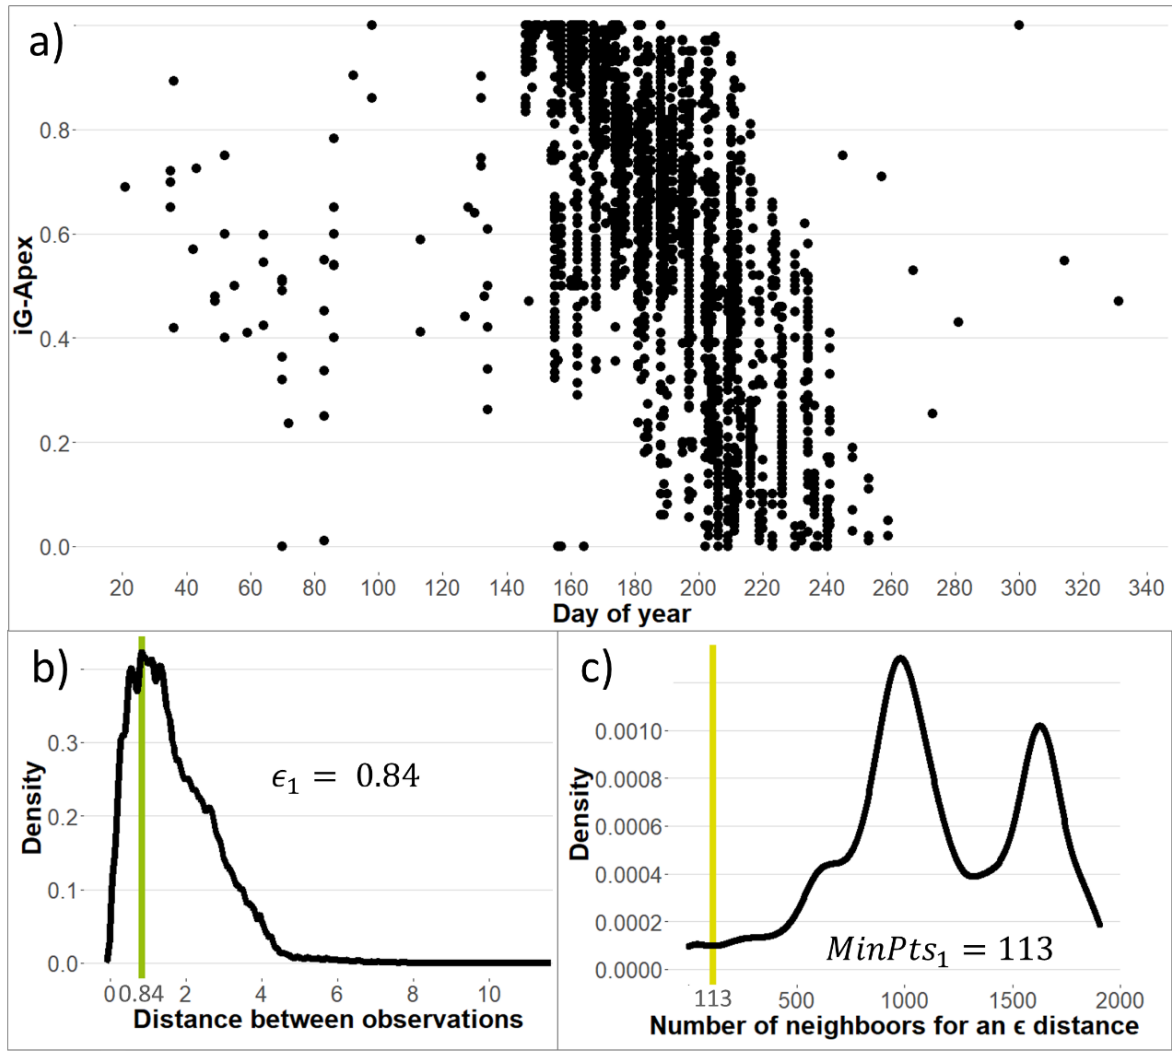 a)
iG-Apex
0.8
0.6
0.4
0.2
0.0
20 40 60 80 100 120 140 160 180 200 220 240 260 280 300 320 340
Day of year
b)
Density
0.3
0.2
0.1
0.0
ϵ₁ = 0.84
0 0.84 2 4 6 8 10
Distance between observations
c)
Density
0.0010
0.0008
0.0006
0.0004
0.0002
0.0000
MinPts₁ = 113
113 500 1000 1500 2000
Number of neighboors for an ϵ distance